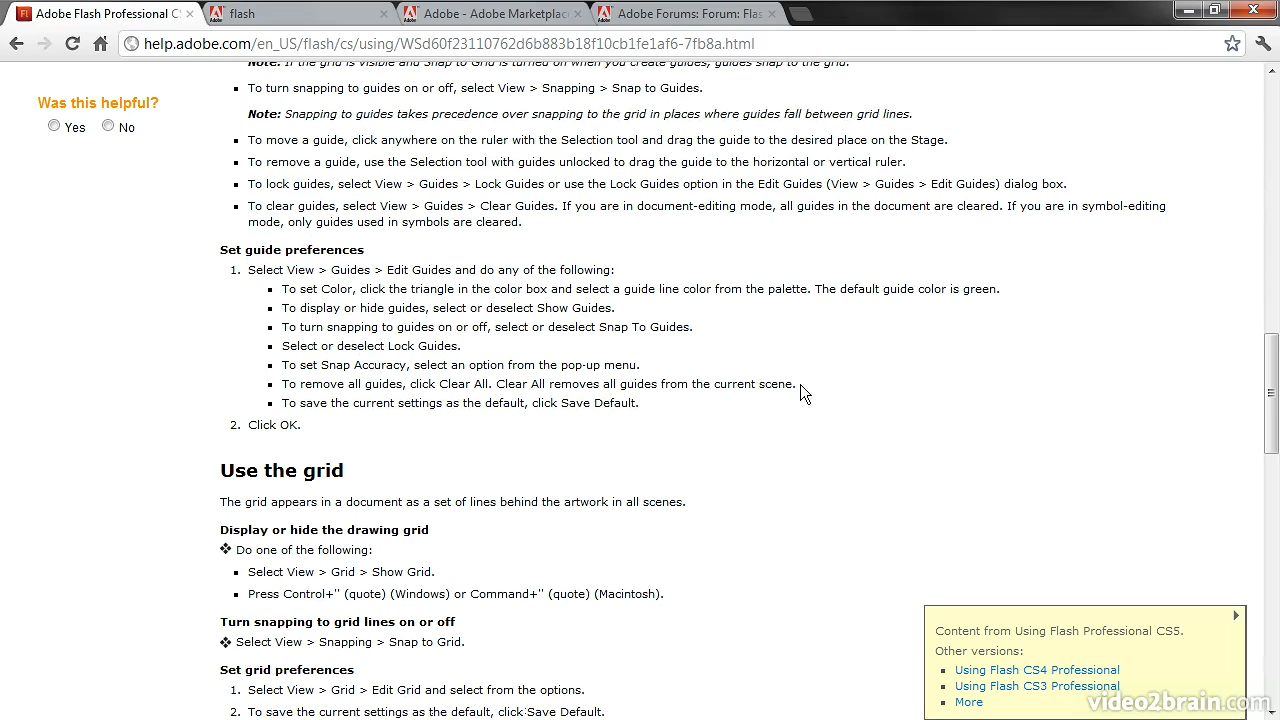 Adobe Flash Professional CS
flash
Adobe - Adobe Marketplace
Adobe Forums: Forum: Flas
help.adobe.com/en_US/flash/cs/using/WSd60f23110762d6b883b18f10cb1fe1af6-7fb8a.html
Note: If the grid is visible and Snap to Grid is turned on when you create guides, guides snap to the grid.
Was this helpful?
Yes No
To turn snapping to guides on or off, select View > Snapping > Snap to Guides.
Note: Snapping to guides takes precedence over snapping to the grid in places where guides fall between grid lines.
To move a guide, click anywhere on the ruler with the Selection tool and drag the guide to the desired place on the Stage.
To remove a guide, use the Selection tool with guides unlocked to drag the guide to the horizontal or vertical ruler.
To lock guides, select View > Guides > Lock Guides or use the Lock Guides option in the Edit Guides (View > Guides > Edit Guides) dialog box.
To clear guides, select View > Guides > Clear Guides. If you are in document-editing mode, all guides in the document are cleared. If you are in symbol-editing
mode, only guides used in symbols are cleared.
Set guide preferences
1. Select View > Guides > Edit Guides and do any of the following:
To set Color, click the triangle in the color box and select a guide line color from the palette. The default guide color is green.
To display or hide guides, select or deselect Show Guides.
To turn snapping to guides on or off, select or deselect Snap To Guides.
Select or deselect Lock Guides.
To set Snap Accuracy, select an option from the pop-up menu.
To remove all guides, click Clear All. Clear All removes all guides from the current scene.
To save the current settings as the default, click Save Default.
2. Click OK.
Use the grid
The grid appears in a document as a set of lines behind the artwork in all scenes.
Display or hide the drawing grid
Do one of the following:
Select View > Grid > Show Grid.
Press Control+" (quote) (Windows) or Command+" (quote) (Macintosh).
Turn snapping to grid lines on or off
Select View > Snapping > Snap to Grid.
Set grid preferences
1. Select View > Grid > Edit Grid and select from the options.
2. To save the current settings as the default, click Save Default.
Content from Using Flash Professional CS5.
Other versions:
Using Flash CS4 Professional
Using Flash CS3 Professional
More
video2brain.com